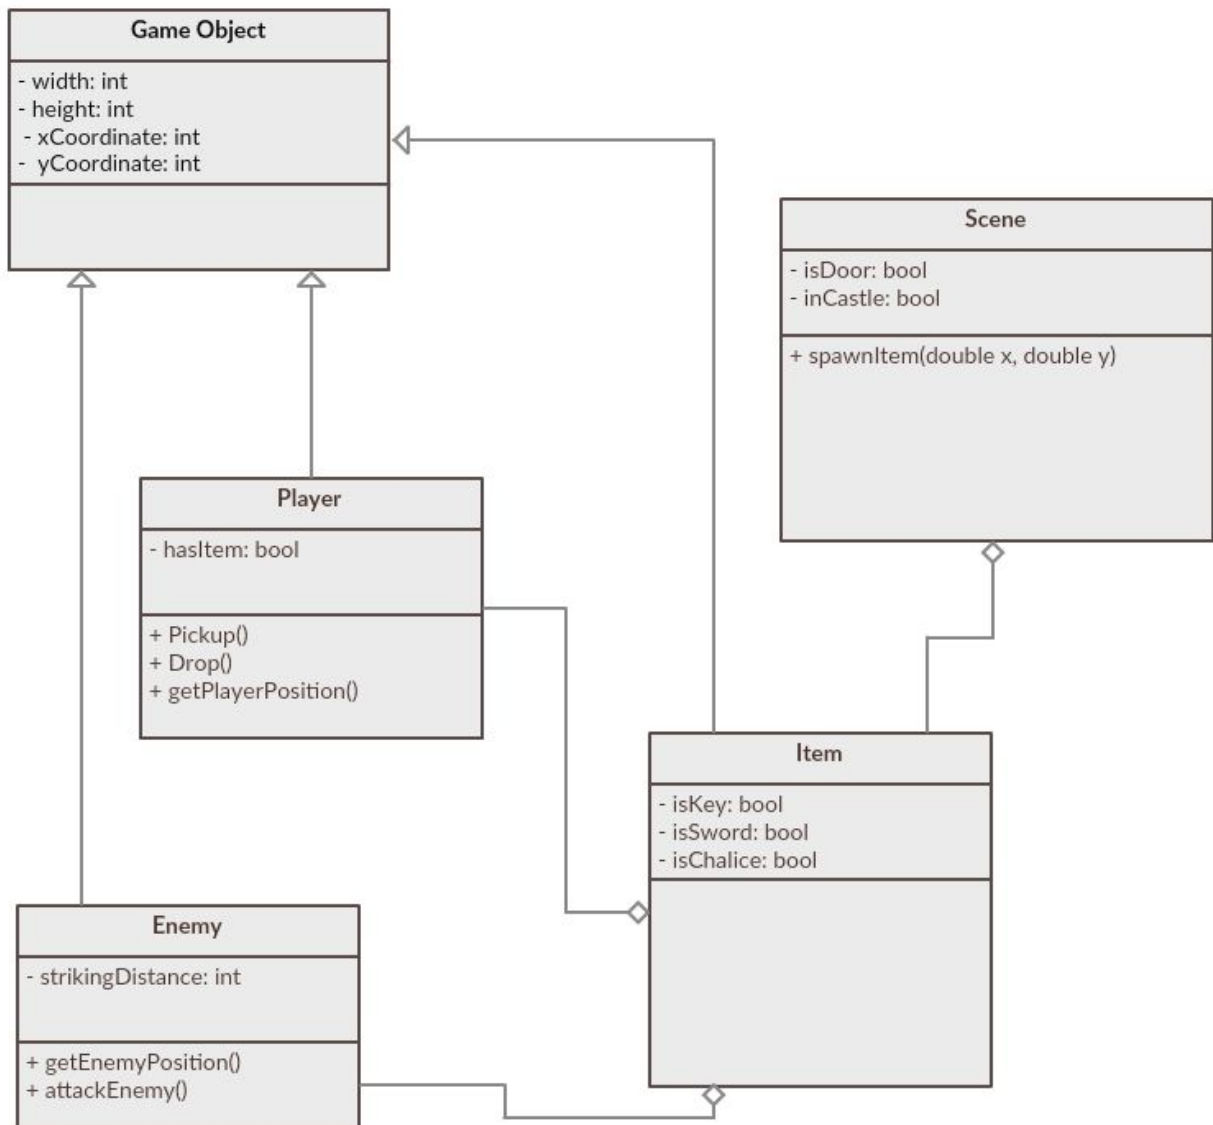 Game Object
- width: int
- height: int
- xCoordinate: int
- yCoordinate: int
Scene
- isDoor: bool
- inCastle: bool
+ spawnItem(double x, double y)
Player
- hasItem: bool
+ Pickup()
+ Drop()
+ getPlayerPosition()
Item
- isKey: bool
- isSword: bool
- isChalice: bool
Enemy
- strikingDistance: int
+ getEnemyPosition()
+ attackEnemy()